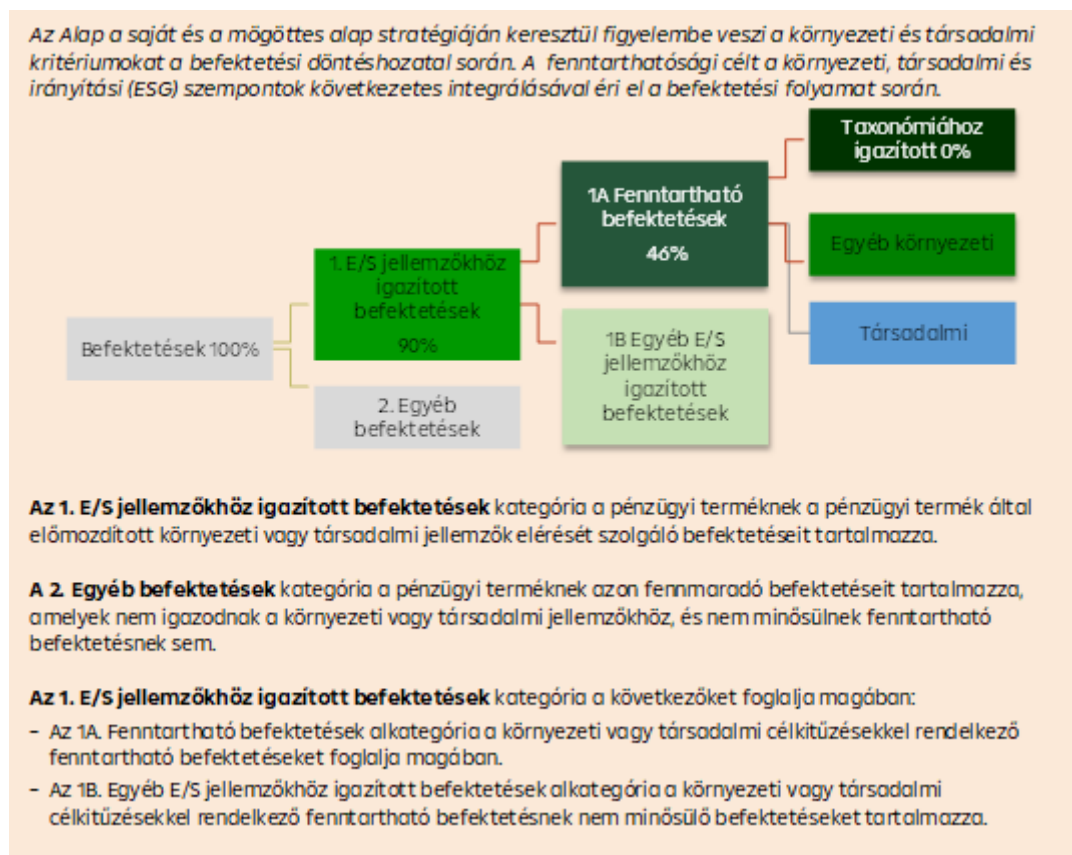 Az Alap a saját és a mögöttes alap stratégiáján keresztül figyelembe veszi a környezeti és társadalmi
kritériumokat a befektetési döntéshozatal során. A fenntarthatósági célt a környezeti, társadalmi és
irányítási (ESG) szempontok következetes integrálásával éri el a befektetési folyamat során.
Taxonómiához
igazított 0%
1A Fenntartható
befektetések
46%
Egyéb környezeti
1. E/S jellemzőkhöz
igazított
befektetések
90%
Társadalmi
Befektetések 100%
1B Egyéb E/S
jellemzőkhöz
igazított
befektetések
2. Egyéb
befektetések
Az 1. E/S jellemzőkhöz igazított befektetések kategória a pénzügyi terméknek a pénzügyi termék által
előmozdított környezeti vagy társadalmi jellemzők elérését szolgáló befektetéseit tartalmazza.
A 2. Egyéb befektetések kategória a pénzügyi terméknek azon fennmaradó befektetéseit tartalmazza,
amelyek nem igazodnak a környezeti vagy társadalmi jellemzőkhöz, és nem minősülnek fenntartható
befektetésnek sem.
Az 1. E/S jellemzőkhöz igazított befektetések kategória a következőket foglalja magában:
- Az 1A. Fenntartható befektetések alkategória a környezeti vagy társadalmi célkitűzésekkel rendelkező
fenntartható befektetéseket foglalja magában.
- Az 1B. Egyéb E/S jellemzőkhöz igazított befektetések alkategória a környezeti vagy társadalmi
célkitűzésekkel rendelkező fenntartható befektetésnek nem minősülő befektetéseket tartalmazza.